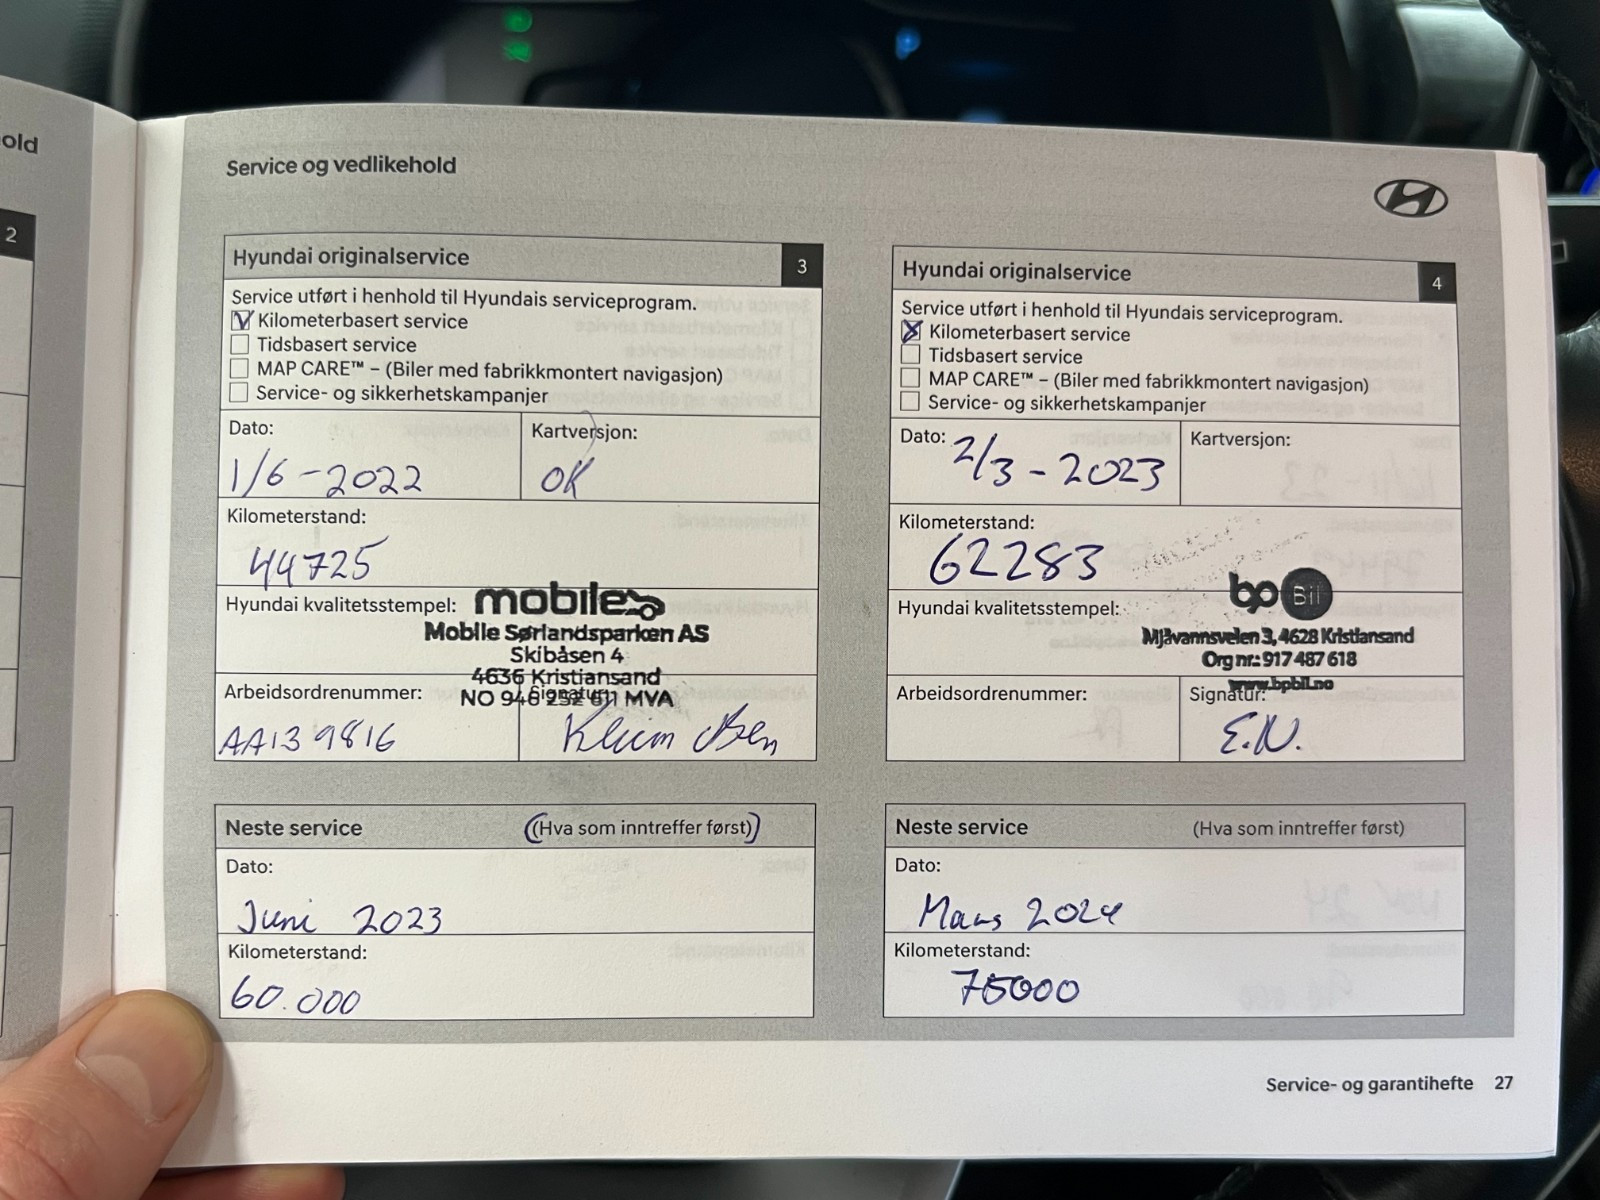 old
2
Service og vedlikehold
Hyundai originalservice 3
Service utført i henhold til Hyundais serviceprogram.
Kilometerbasert service
Tidsbasert service
MAP CARE™ – (Biler med fabrikkmontert navigasjon)
Service- og sikkerhetskampanjer
Dato: Kartversjon:
1/6-2022 OK
Kilometerstand:
44725
Hyundai kvalitetsstempel: mobile
Mobile Sørlandsparken AS
Skibåsen 4
4636 Kristiansand
NO 946 232 611 MVA
Arbeidsordrenummer: Signatur:
AA139816
Neste service (Hva som inntreffer først)
Dato:
Juni 2023
Kilometerstand:
60.000
Hyundai originalservice 4
Service utført i henhold til Hyundais serviceprogram.
Kilometerbasert service
Tidsbasert service
MAP CARE™ – (Biler med fabrikkmontert navigasjon)
Service- og sikkerhetskampanjer
Dato: Kartversjon:
2/3-2023
Kilometerstand:
62283
Hyundai kvalitetsstempel: bp Bil
Mjåvannsveien 3, 4628 Kristiansand
Org nr.: 917 487 618
www.bpbil.no
Arbeidsordrenummer: Signatur:
E.N.
Neste service (Hva som inntreffer først)
Dato:
Mars 2024
Kilometerstand:
75000
Service- og garantihefte 27